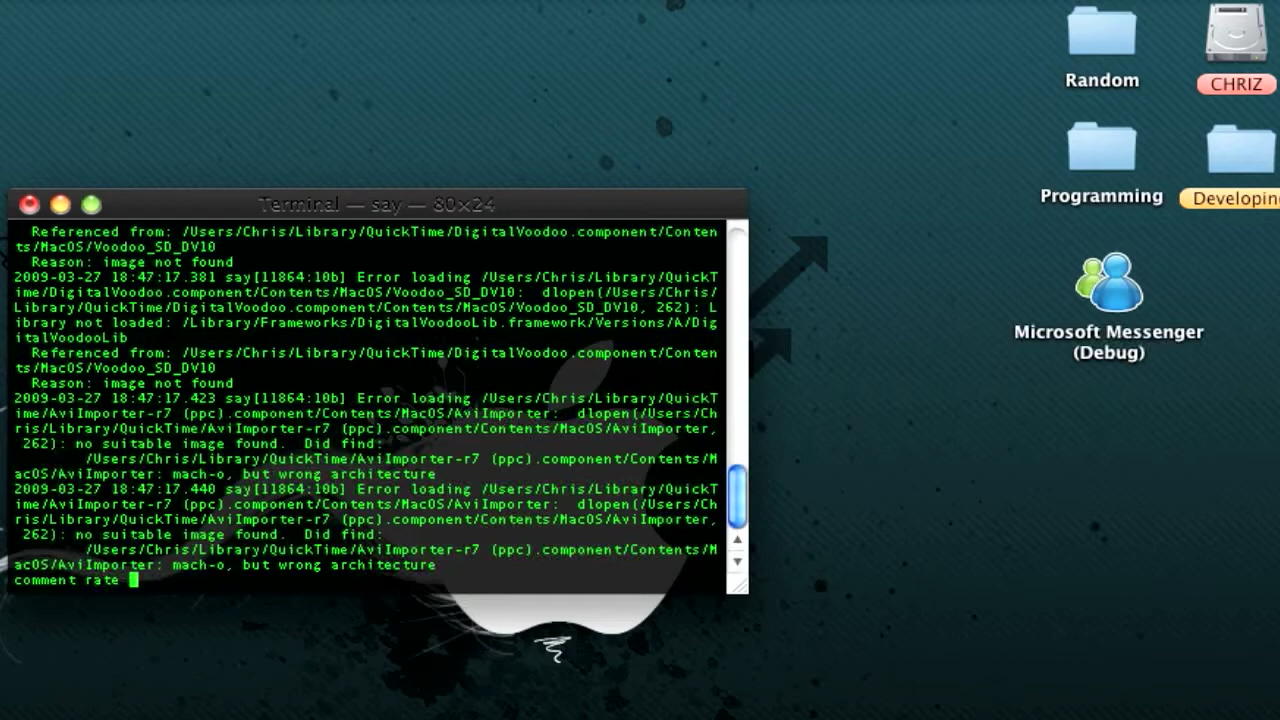 Random
CHRIZ
Programming
Developin
Microsoft Messenger
(Debug)
Terminal — say — 80×24
Referenced from: /Users/Chris/Library/QuickTime/DigitalVoodoo.component/Conten
ts/MacOS/Voodoo_SD_DV10
Reason: image not found
2009-03-27 18:47:17.381 say[11864:10b] Error loading /Users/Chris/Library/QuickT
ime/DigitalVoodoo.component/Contents/MacOS/Voodoo_SD_DV10:  dlopen(/Users/Chris/
Library/QuickTime/DigitalVoodoo.component/Contents/MacOS/Voodoo_SD_DV10, 262): L
ibrary not loaded: /Library/Frameworks/DigitalVoodooLib.framework/Versions/A/Dig
italVoodooLib
Referenced from: /Users/Chris/Library/QuickTime/DigitalVoodoo.component/Conten
ts/MacOS/Voodoo_SD_DV10
Reason: image not found
2009-03-27 18:47:17.423 say[11864:10b] Error loading /Users/Chris/Library/QuickT
ime/AviImporter-r7 (ppc).component/Contents/MacOS/AviImporter:  dlopen(/Users/Ch
ris/Library/QuickTime/AviImporter-r7 (ppc).component/Contents/MacOS/AviImporter,
262): no suitable image found.  Did find:
/Users/Chris/Library/QuickTime/AviImporter-r7 (ppc).component/Contents/M
acOS/AviImporter: mach-o, but wrong architecture
2009-03-27 18:47:17.440 say[11864:10b] Error loading /Users/Chris/Library/QuickT
ime/AviImporter-r7 (ppc).component/Contents/MacOS/AviImporter:  dlopen(/Users/Ch
ris/Library/QuickTime/AviImporter-r7 (ppc).component/Contents/MacOS/AviImporter,
262): no suitable image found.  Did find:
/Users/Chris/Library/QuickTime/AviImporter-r7 (ppc).component/Contents/M
acOS/AviImporter: mach-o, but wrong architecture
comment rate